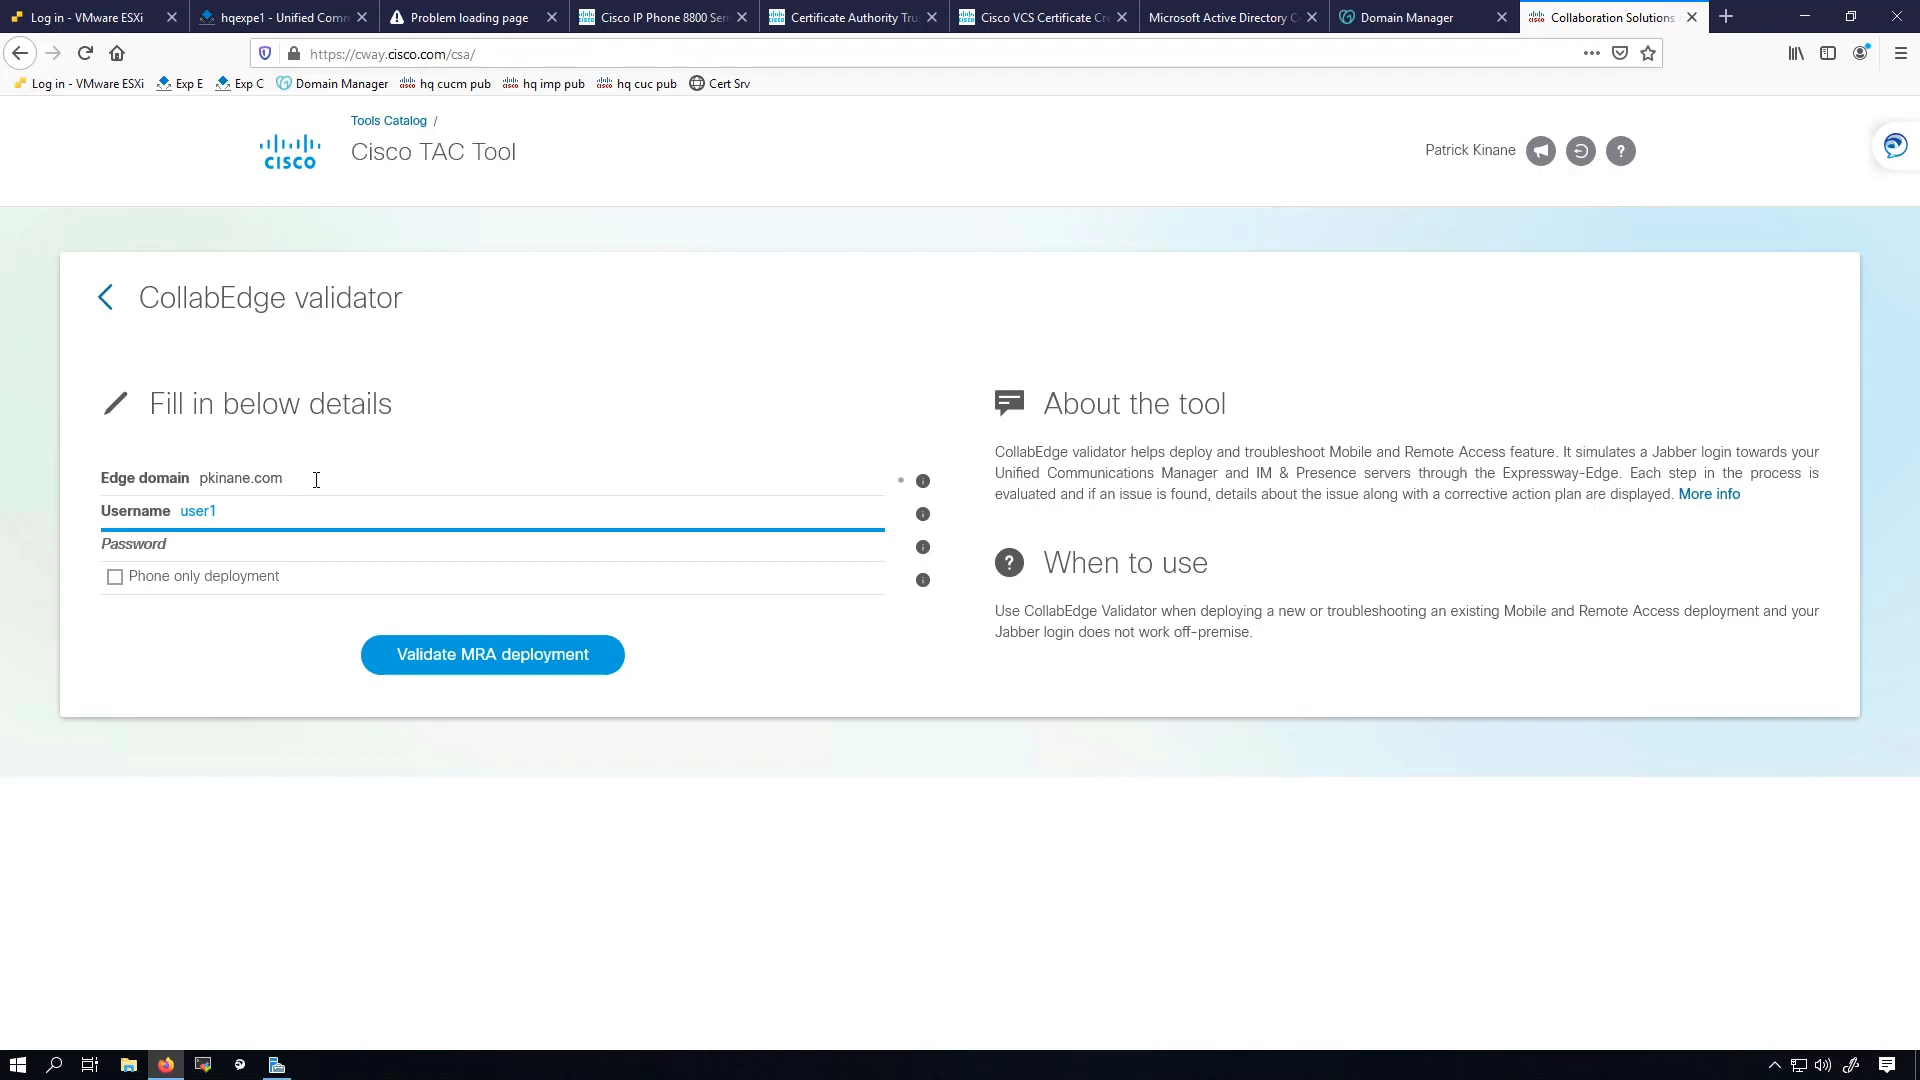 Log in - VMware ESXi
hqexpe1 - Unified Comm
Problem loading page
Cisco IP Phone 8800 Seri
Certificate Authority Trus
Cisco VCS Certificate Cre
Microsoft Active Directory C
Domain Manager
Collaboration Solutions
https://cway.cisco.com/csa/
Log in - VMware ESXi
Exp E
Exp C
Domain Manager
hq cucm pub
hq imp pub
hq cuc pub
Cert Srv
Tools Catalog /
CISCO
Cisco TAC Tool
Patrick Kinane
CollabEdge validator
Fill in below details
Edge domain pkinane.com
Username user1
Password
Phone only deployment
Validate MRA deployment
About the tool
CollabEdge validator helps deploy and troubleshoot Mobile and Remote Access feature. It simulates a Jabber login towards your
Unified Communications Manager and IM & Presence servers through the Expressway-Edge. Each step in the process is
evaluated and if an issue is found, details about the issue along with a corrective action plan are displayed. More info
When to use
Use CollabEdge Validator when deploying a new or troubleshooting an existing Mobile and Remote Access deployment and your
Jabber login does not work off-premise.